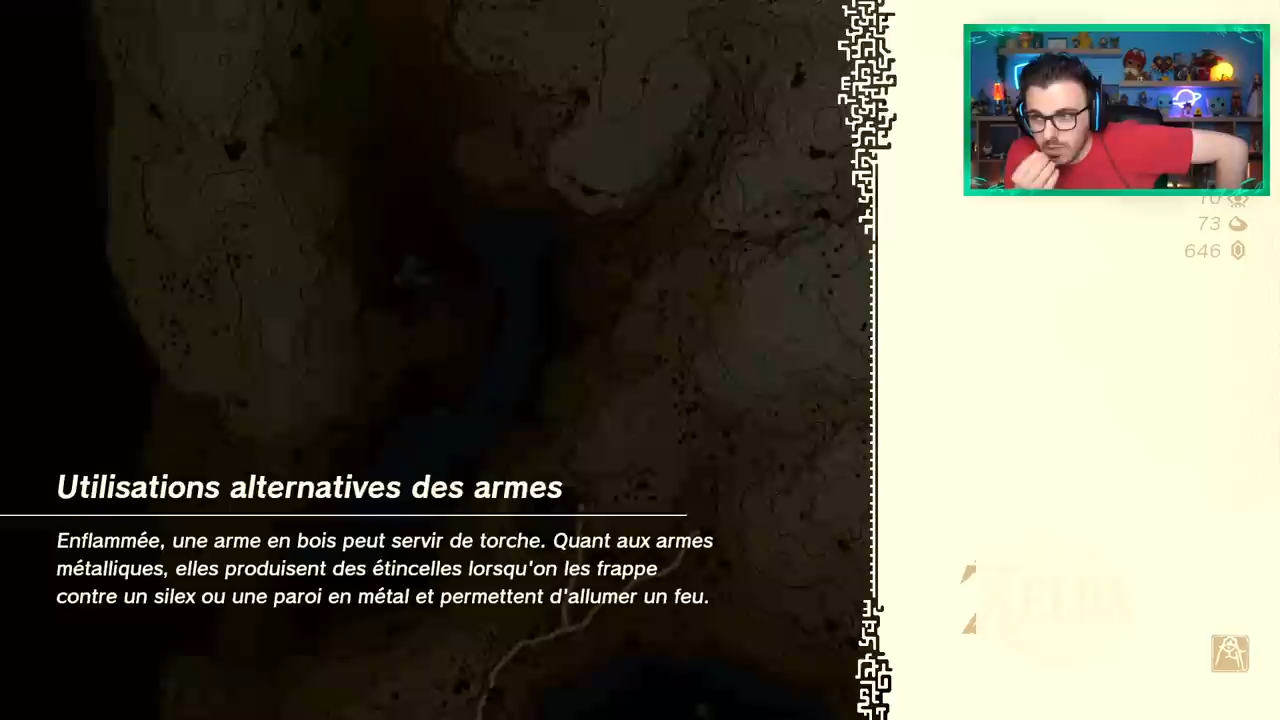 10
73
646
Utilisations alternatives des armes
Enflammée, une arme en bois peut servir de torche. Quant aux armes
métalliques, elles produisent des étincelles lorsqu'on les frappe
contre un silex ou une paroi en métal et permettent d'allumer un feu.
ZELDA